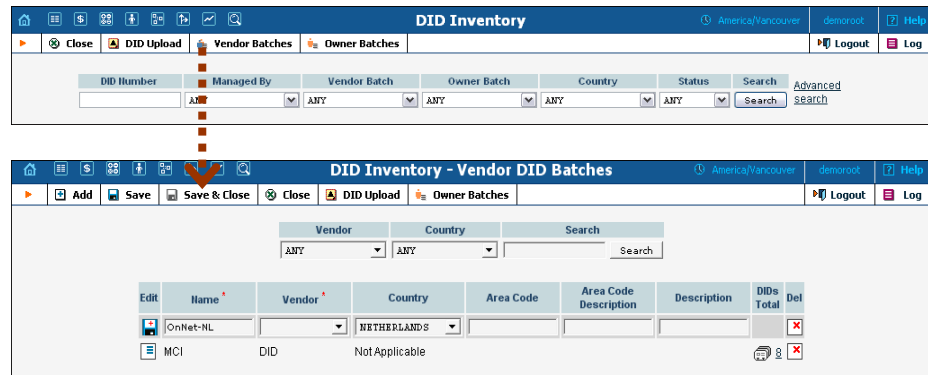 DID Inventory America/Vancouver demoroot Help
Close DID Upload Vendor Batches Owner Batches Logout Log
DID Number Managed By Vendor Batch Owner Batch Country Status Search Advanced search
ANY ANY ANY ANY ANY Search
DID Inventory - Vendor DID Batches America/Vancouver demoroot Help
Add Save Save & Close Close DID Upload Owner Batches Logout Log
Vendor Country Search
ANY ANY Search
Edit Name * Vendor * Country Area Code Area Code Description Description DIDs Total Del
OnNet-NL NETHERLANDS
MCI DID Not Applicable 8